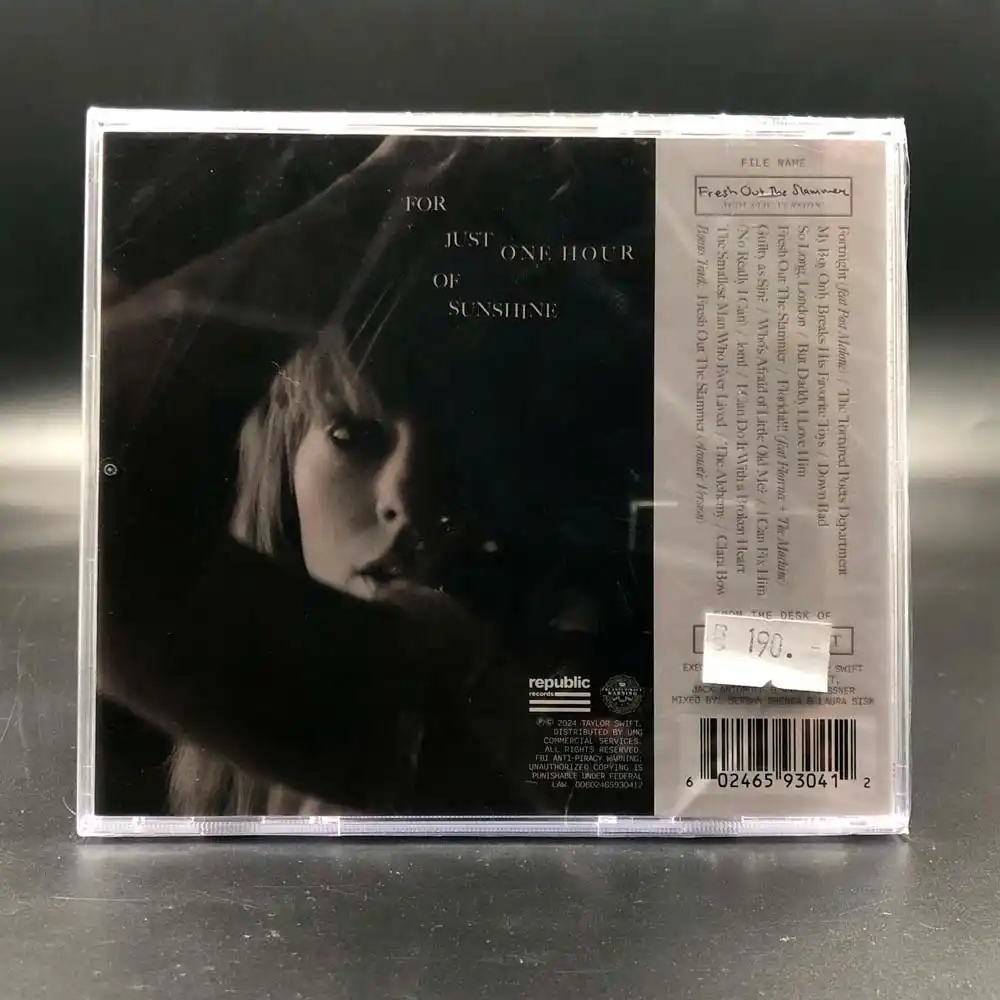 FOR
JUST ONE HOUR
OF
SUNSHINE
republic
records
ANTI-PIRACY
WARNING
℗© 2024 TAYLOR SWIFT.
DISTRIBUTED BY UMG
COMMERCIAL SERVICES.
ALL RIGHTS RESERVED.
FBI ANTI-PIRACY WARNING:
UNAUTHORIZED COPYING IS
PUNISHABLE UNDER FEDERAL
LAW. 00602465930412
FILE NAME
Fresh Out The Slammer
ACOUSTIC VERSION
Fortnight (feat Post Malone) / The Tortured Poets Department
My Boy Only Breaks His Favorite Toys / Down Bad
So Long, London / But Daddy I Love Him
Fresh Out The Slammer / Florida!!! (feat Florence + The Machine)
Guilty as Sin? / Who's Afraid of Little Old Me? / I Can Fix Him
(No Really I Can) / loml / I Can Do It With a Broken Heart
The Smallest Man Who Ever Lived / The Alchemy / Clara Bow
Bonus Track: Fresh Out The Slammer (Acoustic Version)
FROM THE DESK OF
T
190.-
SWIFT
JACK
MIXED BY: SERBAN GHENEA & LAURA SISK
6 02465 93041 2